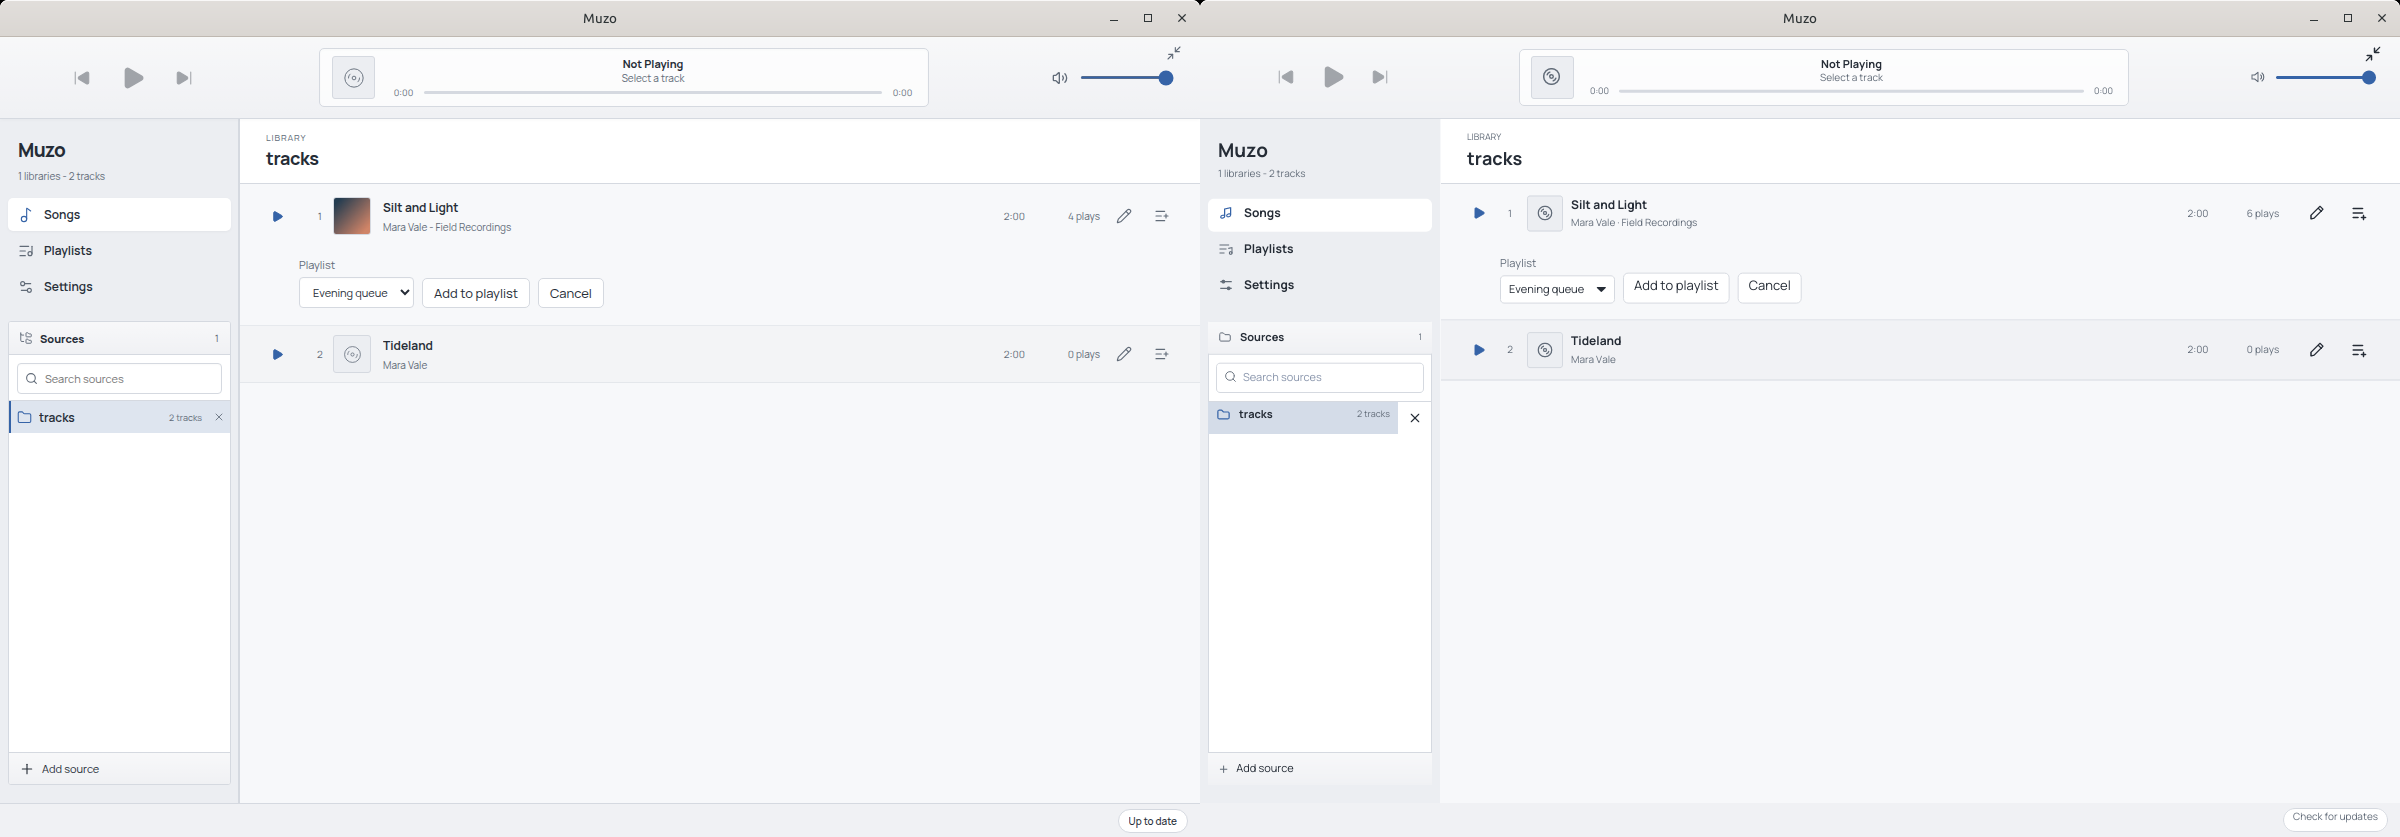 Muzo
Not Playing
Select a track
0:00 0:00
Muzo
1 libraries - 2 tracks
Songs
Playlists
Settings
Sources 1
Search sources
tracks 2 tracks
Add source
LIBRARY
tracks
1 Silt and Light 2:00 4 plays
Mara Vale - Field Recordings
Playlist
Evening queue Add to playlist Cancel
2 Tideland 2:00 0 plays
Mara Vale
Up to date
Muzo
Not Playing
Select a track
0:00 0:00
Muzo
1 libraries - 2 tracks
Songs
Playlists
Settings
Sources 1
Search sources
tracks 2 tracks
Add source
LIBRARY
tracks
1 Silt and Light 2:00 6 plays
Mara Vale · Field Recordings
Playlist
Evening queue Add to playlist Cancel
2 Tideland 2:00 0 plays
Mara Vale
Check for updates